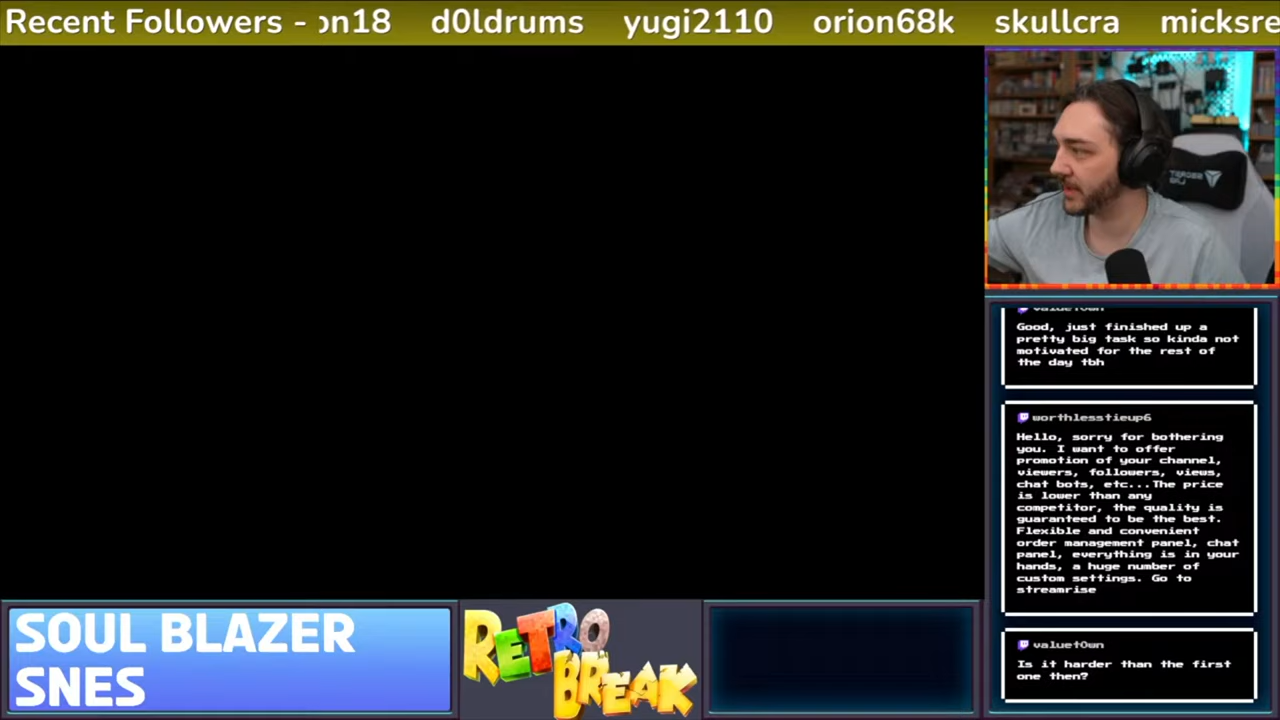 Recent Followers - on18 d0ldrums yugi2110 orion68k skullcra micksre
valuet0wn
Good, just finished up a
pretty big task so kinda not
motivated for the rest of
the day tbh
worthlesstieup6
Hello, sorry for bothering
you. I want to offer
promotion of your channel,
viewers, followers, views,
chat bots, etc...The price
is lower than any
competitor, the quality is
guaranteed to be the best.
Flexible and convenient
order management panel, chat
panel, everything is in your
hands, a huge number of
custom settings. Go to
streamrise
valuet0wn
Is it harder than the first
one then?
SOUL BLAZER
SNES
RETRO
BREAK